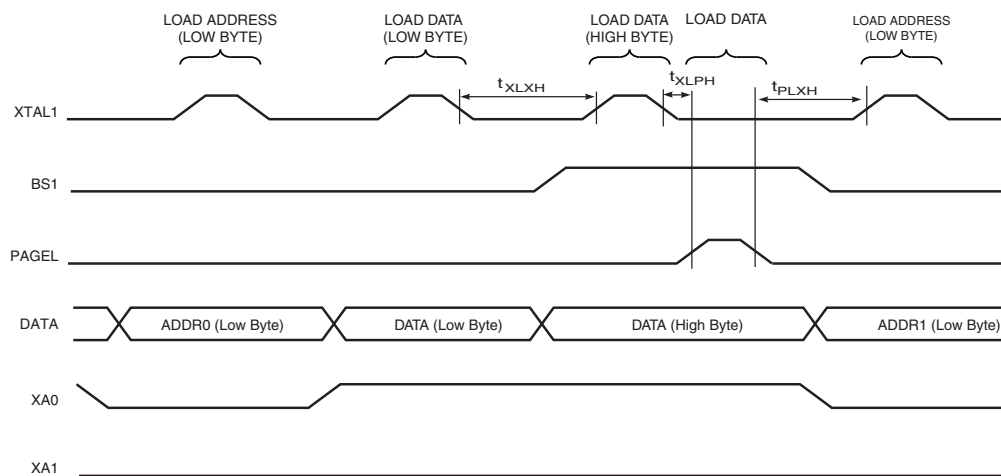 LOAD ADDRESS
(LOW BYTE)
LOAD DATA
(LOW BYTE)
LOAD DATA
(HIGH BYTE)
LOAD DATA
LOAD ADDRESS
(LOW BYTE)
XTAL1
tXLXH
tXLPH
tPLXH
BS1
PAGEL
DATA
ADDR0 (Low Byte)
DATA (Low Byte)
DATA (High Byte)
ADDR1 (Low Byte)
XA0
XA1